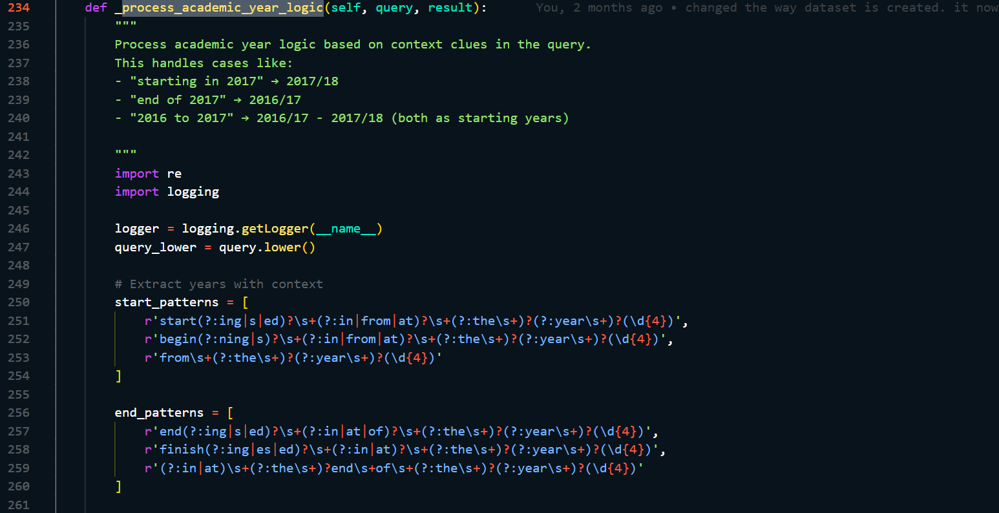 234 def _process_academic_year_logic(self, query, result): You, 2 months ago • changed the way dataset is created. it now
235 """
236 Process academic year logic based on context clues in the query.
237 This handles cases like:
238 - "starting in 2017" → 2017/18
239 - "end of 2017" → 2016/17
240 - "2016 to 2017" → 2016/17 - 2017/18 (both as starting years)
241
242 """
243 import re
244 import logging
245
246 logger = logging.getLogger(__name__)
247 query_lower = query.lower()
248
249 # Extract years with context
250 start_patterns = [
251 r'start(?:ing|s|ed)?\s+(?:in|from|at)?\s+(?:the\s+)?(?:year\s+)?(\d{4})',
252 r'begin(?:ning|s)?\s+(?:in|from|at)?\s+(?:the\s+)?(?:year\s+)?(\d{4})',
253 r'from\s+(?:the\s+)?(?:year\s+)?(\d{4})'
254 ]
255
256 end_patterns = [
257 r'end(?:ing|s|ed)?\s+(?:in|at|of)?\s+(?:the\s+)?(?:year\s+)?(\d{4})',
258 r'finish(?:ing|es|ed)?\s+(?:in|at)?\s+(?:the\s+)?(?:year\s+)?(\d{4})',
259 r'(?:in|at)\s+(?:the\s+)?end\s+of\s+(?:the\s+)?(?:year\s+)?(\d{4})'
260 ]
261